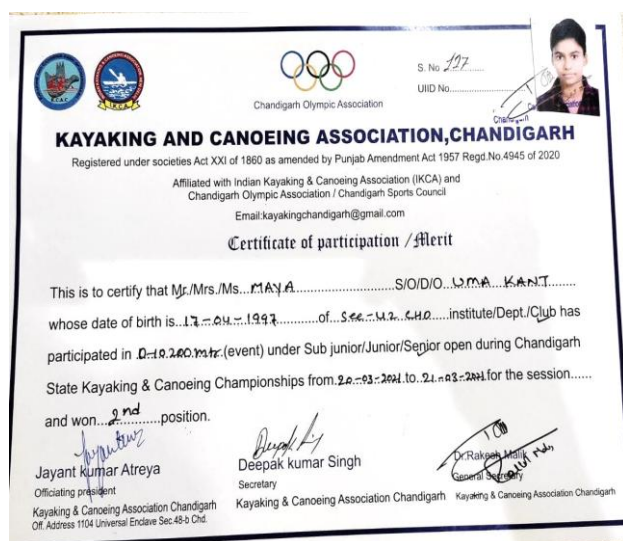 K.C.A.C
I.K.C.A
S. No 127
UIID No
Chandigarh Olympic Association
KAYAKING AND CANOEING ASSOCIATION,CHANDIGARH
Registered under societies Act XXI of 1860 as amended by Punjab Amendment Act 1957 Regd.No.4945 of 2020
Affiliated with Indian Kayaking & Canoeing Association (IKCA) and
Chandigarh Olympic Association / Chandigarh Sports Council
Email:kayakingchandigarh@gmail.com
Certificate of participation /Merit
This is to certify that Mr./Mrs./Ms...MAYA..............................S/O/D/O...UMA KANT........
whose date of birth is..17-04-1997............of...Sec-42 CHD.....institute/Dept./Club has
participated in .D-10.200.mtr.(event) under Sub junior/Junior/Senior open during Chandigarh
State Kayaking & Canoeing Championships from.20-03-2021.to..21-03-2021.for the session......
and won...2nd........position.
Jayant kumar Atreya
Officiating president
Kayaking & Canoeing Association Chandigarh
Off. Address 1104 Universal Enclave Sec.48-b Chd.
Deepak kumar Singh
Secretary
Kayaking & Canoeing Association Chandigarh
Dr.Rakesh Malik
General Secretary
Kayaking & Canoeing Association Chandigarh